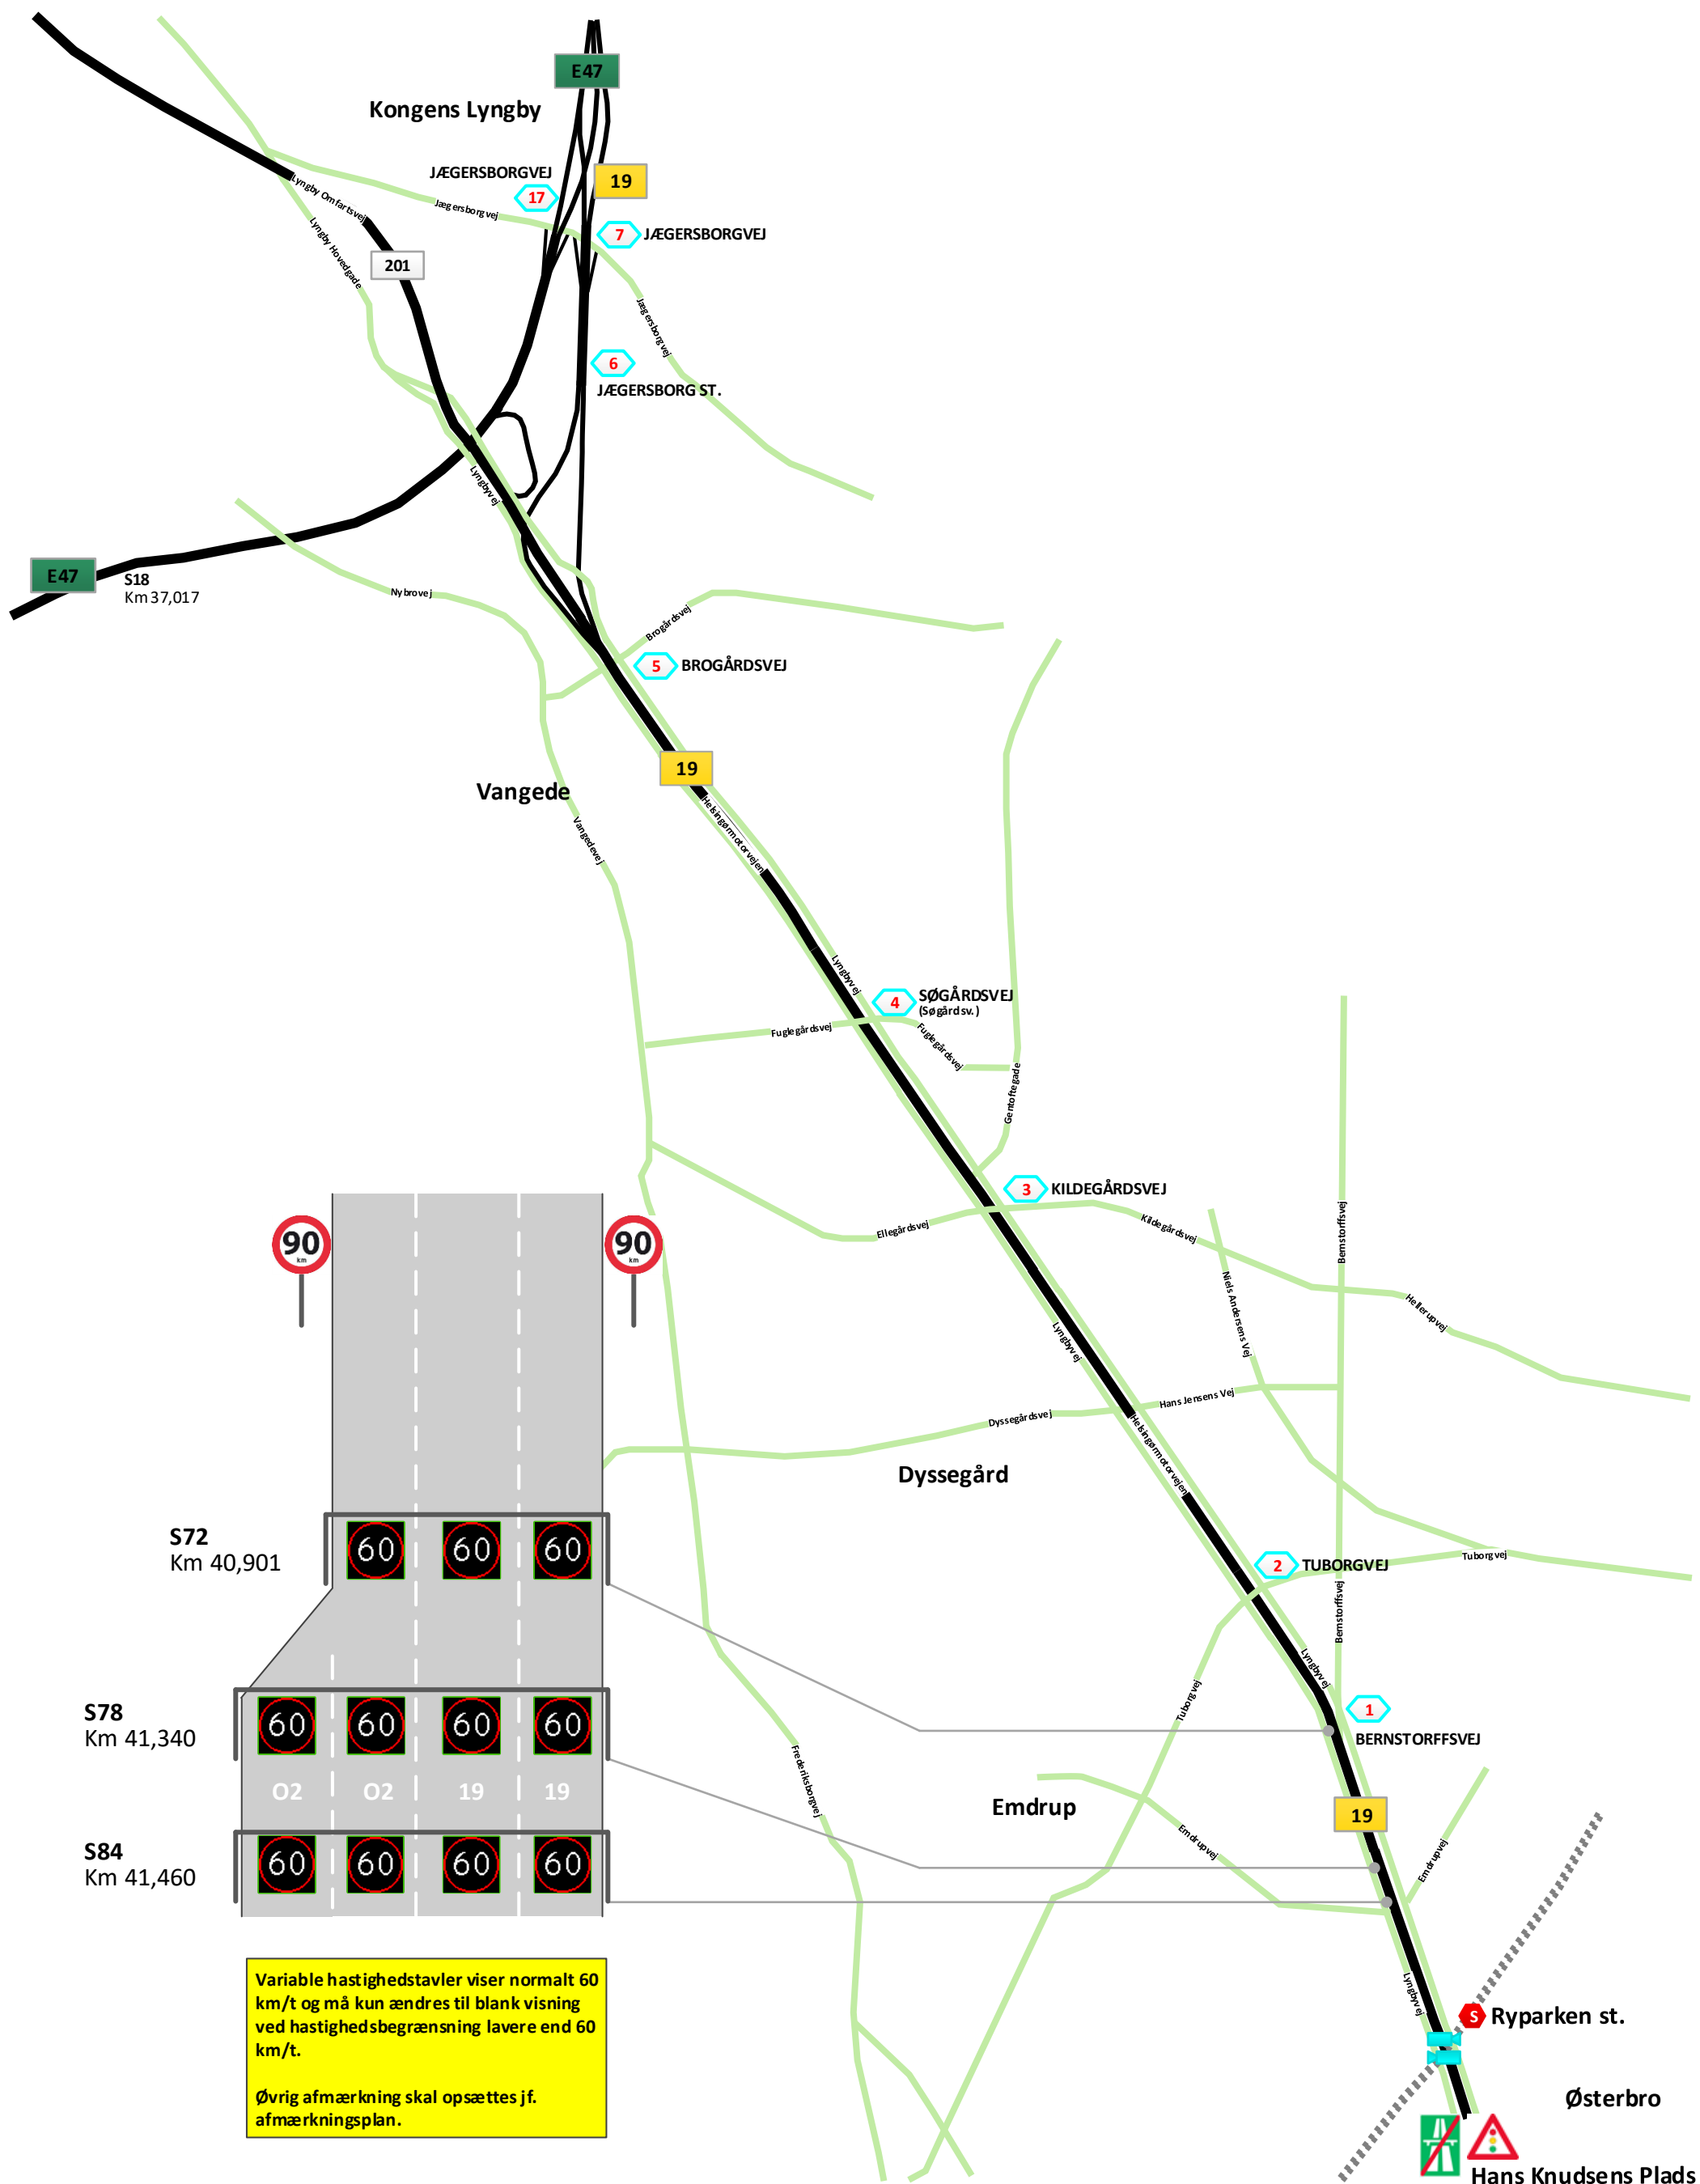 E47
Kongens Lyngby
JÆGERSBORGVEJ
17
19
7
JÆGERSBORGVEJ
Lyngby Omfartsvej
Jægersborgvej
Lyngby Hovedgade
201
Jægersborgvej
6
JÆGERSBORG ST.
Lyngbyvej
E47
S18
Km 37,017
Nybrovej
Brogårdsvej
5
BROGÅRDSVEJ
19
Vangede
Helsingørmotorvejen
Vangedevej
Lyngbyvej
4
SØGÅRDSVEJ
(Søgårdsv.)
Fuglegårdsvej
Fuglegårdsvej
Gentoftegade
3
KILDEGÅRDSVEJ
Ellegårdsvej
Kildegårdsvej
Bernstorffsvej
90
km
90
km
Niels Andersens Vej
Hellerupvej
Lyngbyvej
Hans Jensens Vej
Dyssegårdsvej
Helsingørmotorvejen
Dyssegård
S72
Km 40,901
60
60
60
2
TUBORGVEJ
Tuborgvej
Bernstorffsvej
Lyngbyvej
Tuborgvej
1
BERNSTORFFSVEJ
S78
Km 41,340
60
60
60
60
O2
O2
19
19
Frederiksborgvej
Emdrup
19
Emdrupvej
Emdrupvej
S84
Km 41,460
60
60
60
60
Lyngbyvej
Variable hastighedstavler viser normalt 60
km/t og må kun ændres til blank visning
ved hastighedsbegrænsning lavere end 60
km/t.
Øvrig afmærkning skal opsættes jf.
afmærkningsplan.
S
Ryparken st.
Østerbro
Hans Knudsens Plads